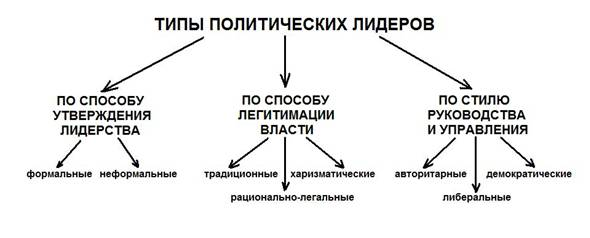 ТИПЫ ПОЛИТИЧЕСКИХ ЛИДЕРОВ
ПО СПОСОБУ
УТВЕРЖДЕНИЯ
ЛИДЕРСТВА
формальные
неформальные
ПО СПОСОБУ
ЛЕГИТИМАЦИИ
ВЛАСТИ
традиционные
харизматические
рационально-легальные
ПО СТИЛЮ
РУКОВОДСТВА
И УПРАВЛЕНИЯ
авторитарные
демократические
либеральные